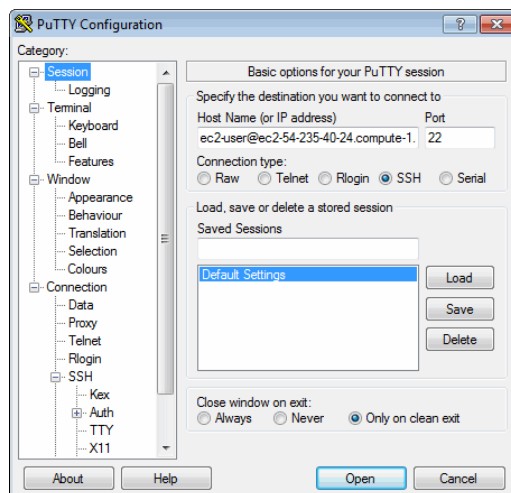 PuTTY Configuration
Category:
Session
Logging
Terminal
Keyboard
Bell
Features
Window
Appearance
Behaviour
Translation
Selection
Colours
Connection
Data
Proxy
Telnet
Rlogin
SSH
Kex
Auth
TTY
X11
Basic options for your PuTTY session
Specify the destination you want to connect to
Host Name (or IP address) Port
ec2-user@ec2-54-235-40-24.compute-1. 22
Connection type:
Raw Telnet Rlogin SSH Serial
Load, save or delete a stored session
Saved Sessions
Default Settings
Load
Save
Delete
Close window on exit:
Always Never Only on clean exit
About Help Open Cancel